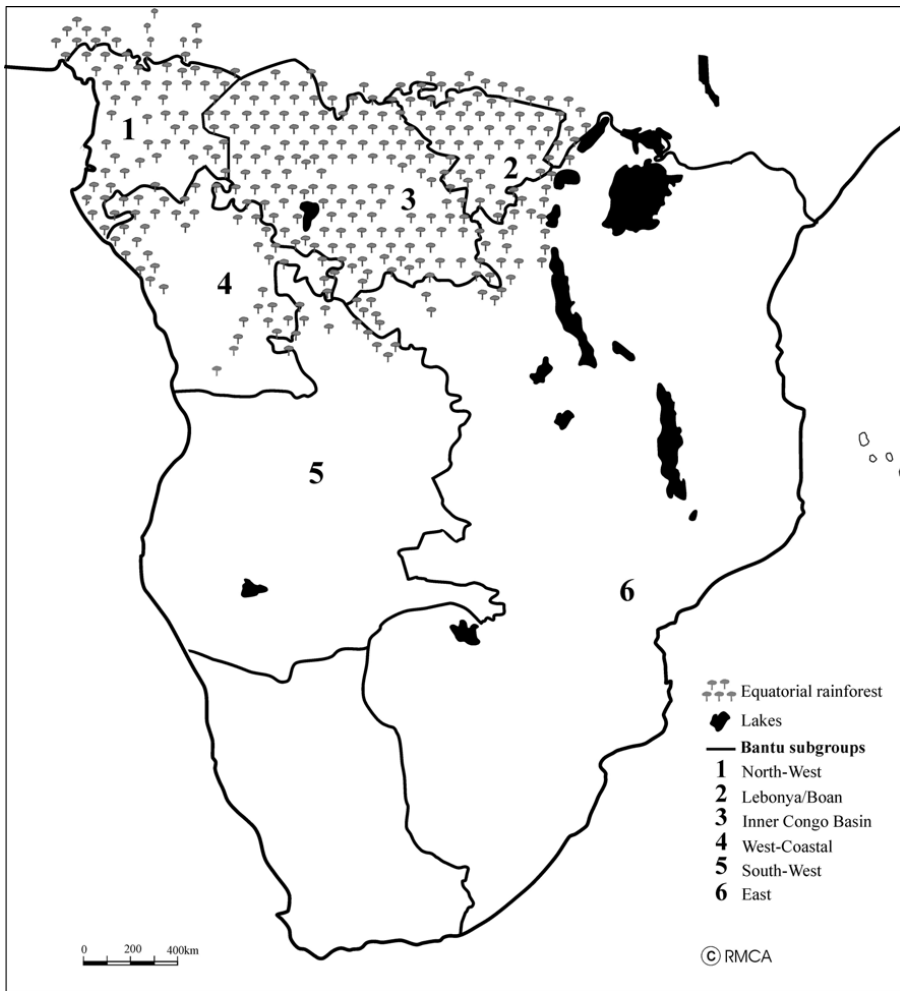 1
2
3
4
5
6
Equatorial rainforest
Lakes
Bantu subgroups
1 North-West
2 Lebonya/Boan
3 Inner Congo Basin
4 West-Coastal
5 South-West
6 East
0 200 400km
© RMCA